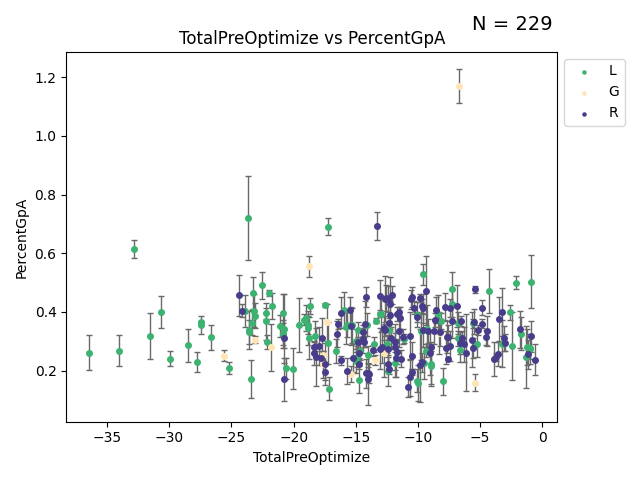 N = 229
TotalPreOptimize vs PercentGpA
L
G
R
PercentGpA
1.2
1.0
0.8
0.6
0.4
0.2
−35 −30 −25 −20 −15 −10 −5 0
TotalPreOptimize